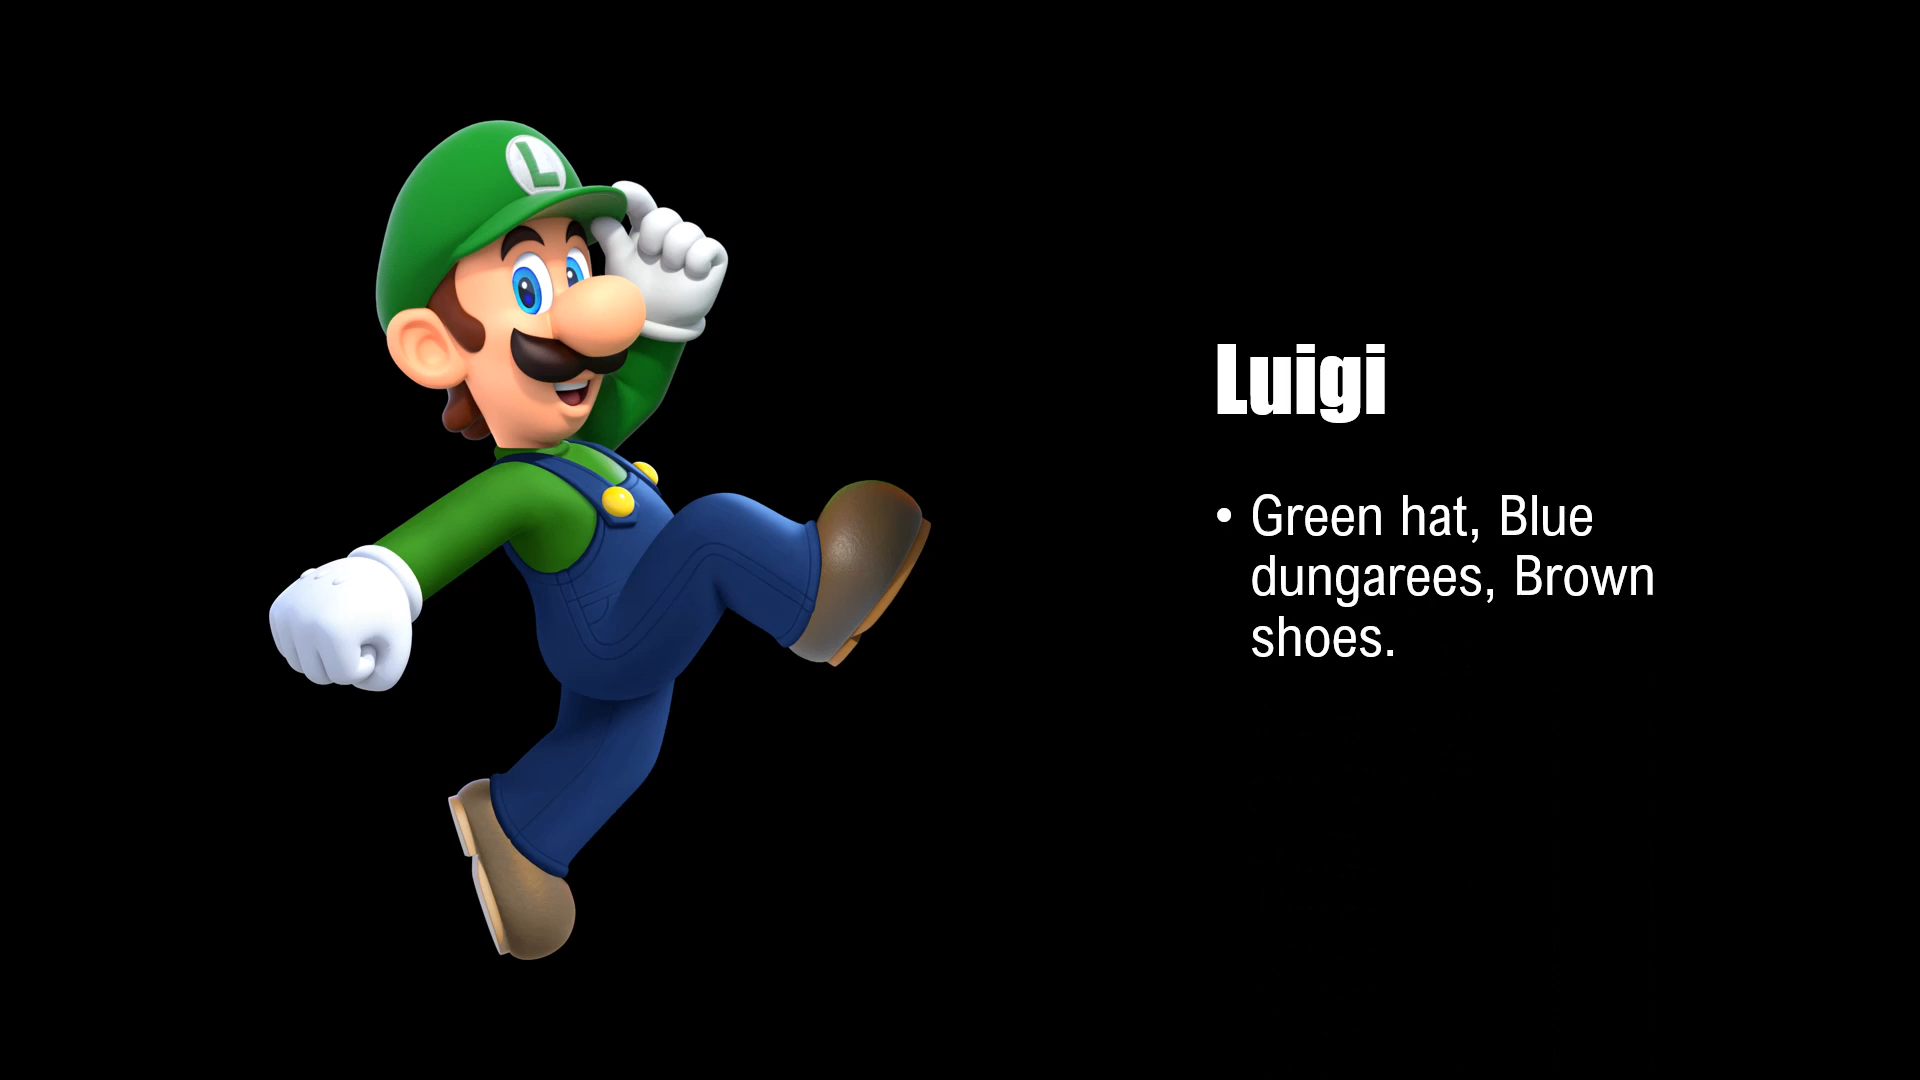 L
Luigi
• Green hat, Blue
dungarees, Brown
shoes.